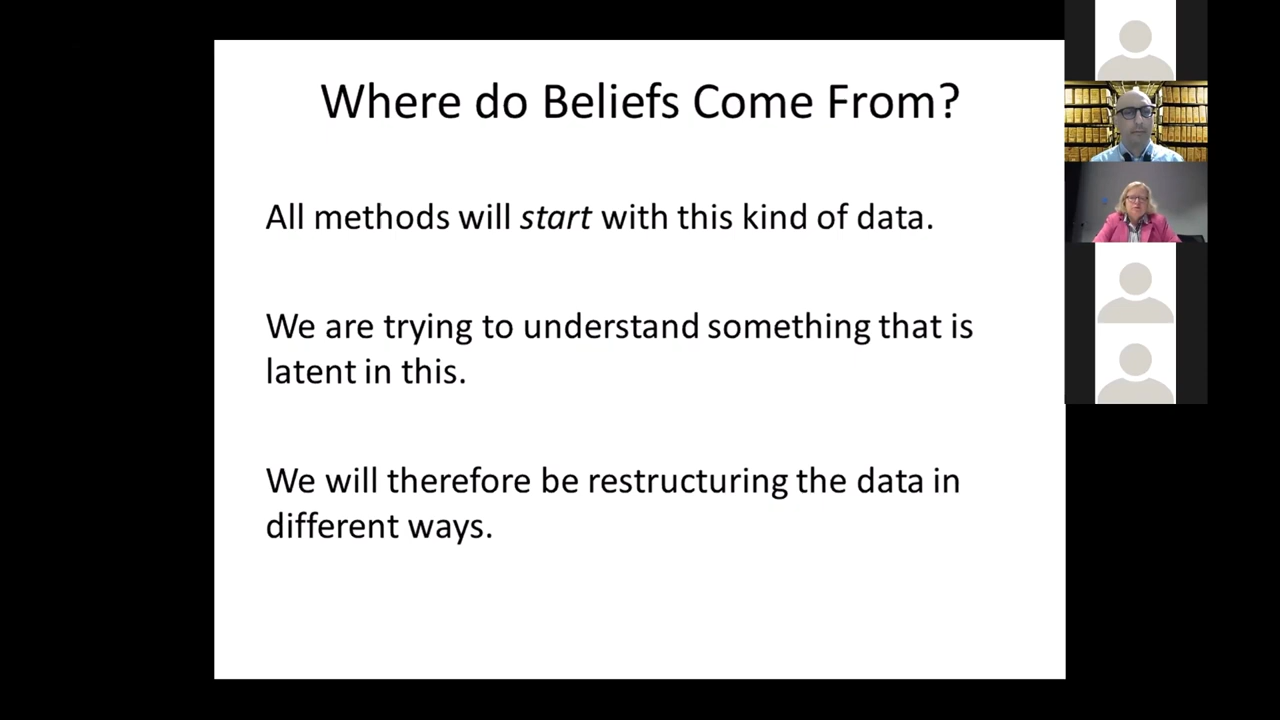 Where do Beliefs Come From?
All methods will start with this kind of data.
We are trying to understand something that is
latent in this.
We will therefore be restructuring the data in
different ways.